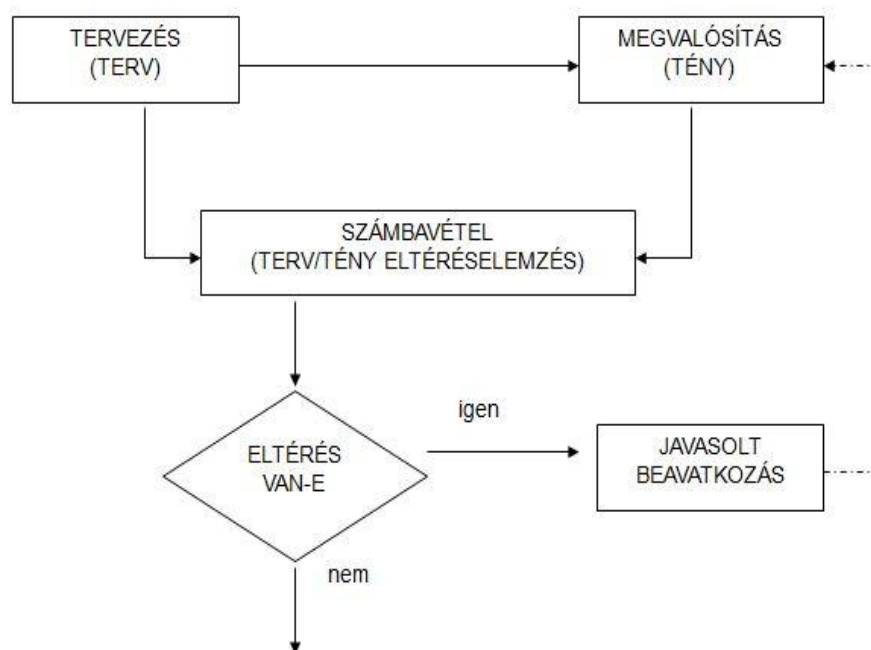 TERVEZÉS
(TERV)
MEGVALÓSÍTÁS
(TÉNY)
SZÁMBAVÉTEL
(TERV/TÉNY ELTÉRÉSELEMZÉS)
ELTÉRÉS
VAN-E
igen
JAVASOLT
BEAVATKOZÁS
nem